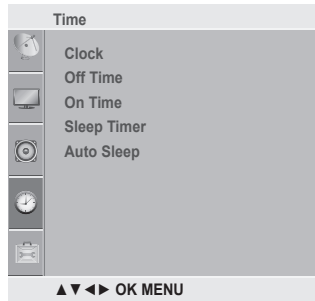 Time
Clock
Off Time
On Time
Sleep Timer
Auto Sleep
▲▼◄► OK MENU